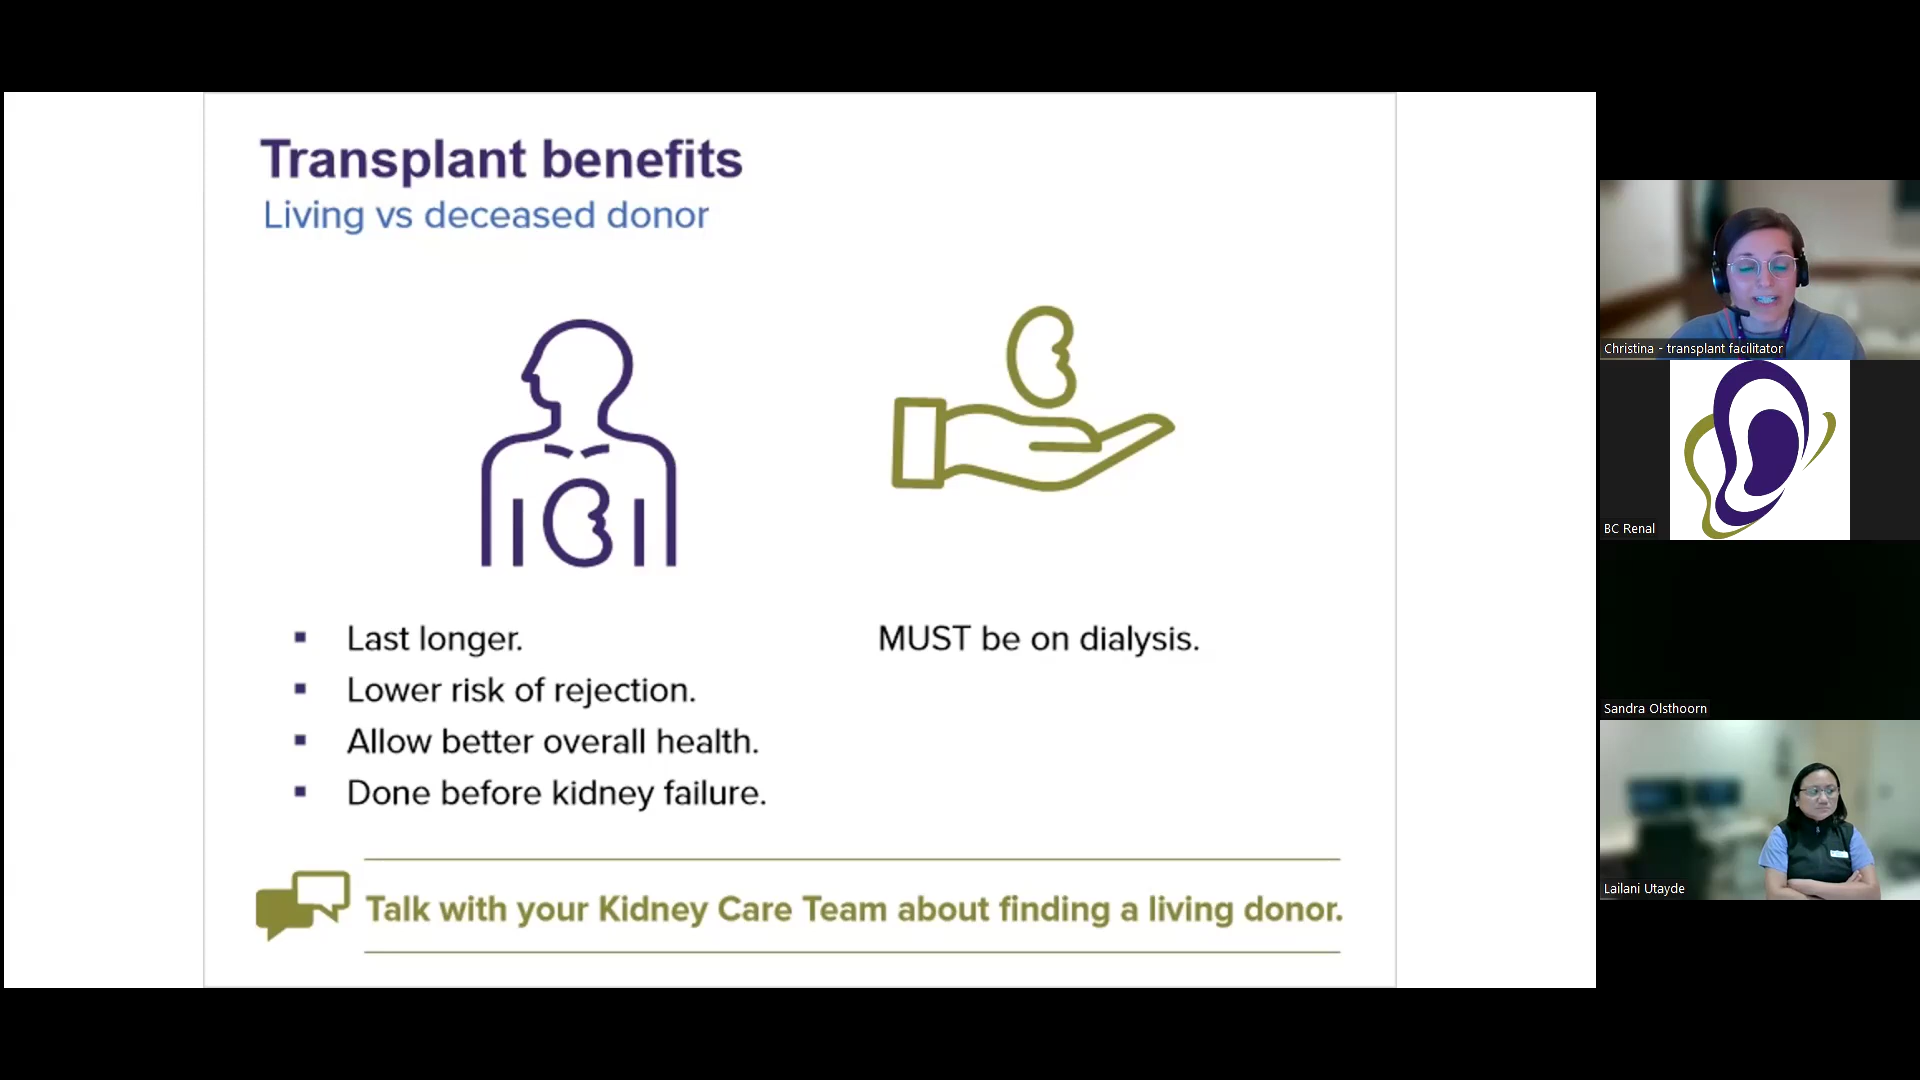 Transplant benefits
Living vs deceased donor
▪ Last longer.
▪ Lower risk of rejection.
▪ Allow better overall health.
▪ Done before kidney failure.
MUST be on dialysis.
Talk with your Kidney Care Team about finding a living donor.
Christina - transplant facilitator
BC Renal
Sandra Olsthoorn
Lailani Utayde